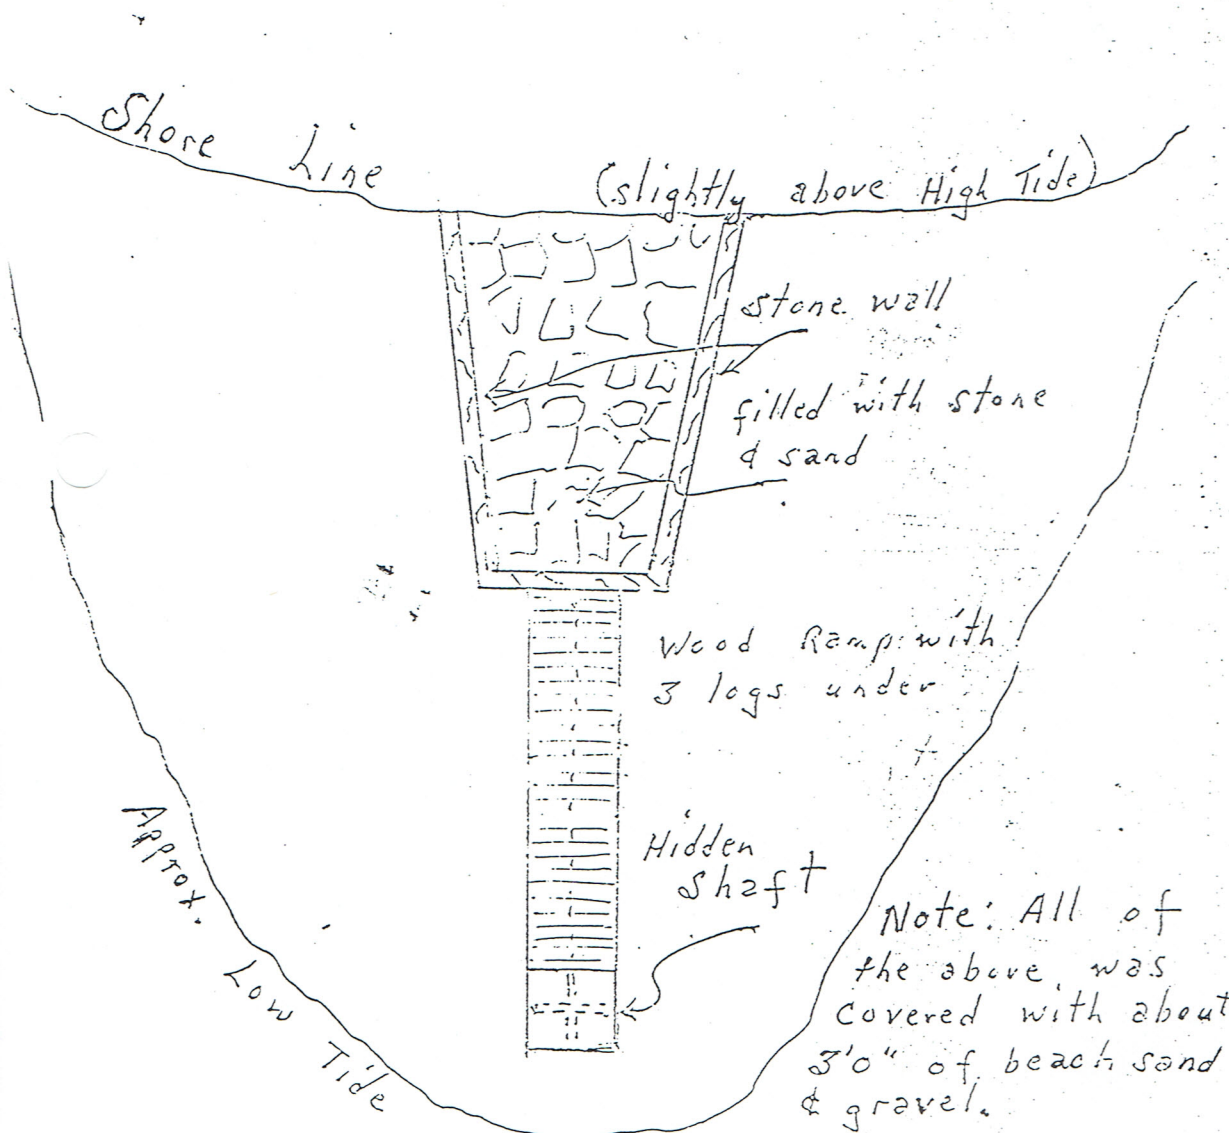 Shore Line (slightly above High Tide)
Stone wall
filled with stone
& sand
Wood Ramp with
3 logs under
Hidden
Shaft
Approx. Low Tide
Note: All of
the above was
covered with about
3'0" of beach sand
& gravel.